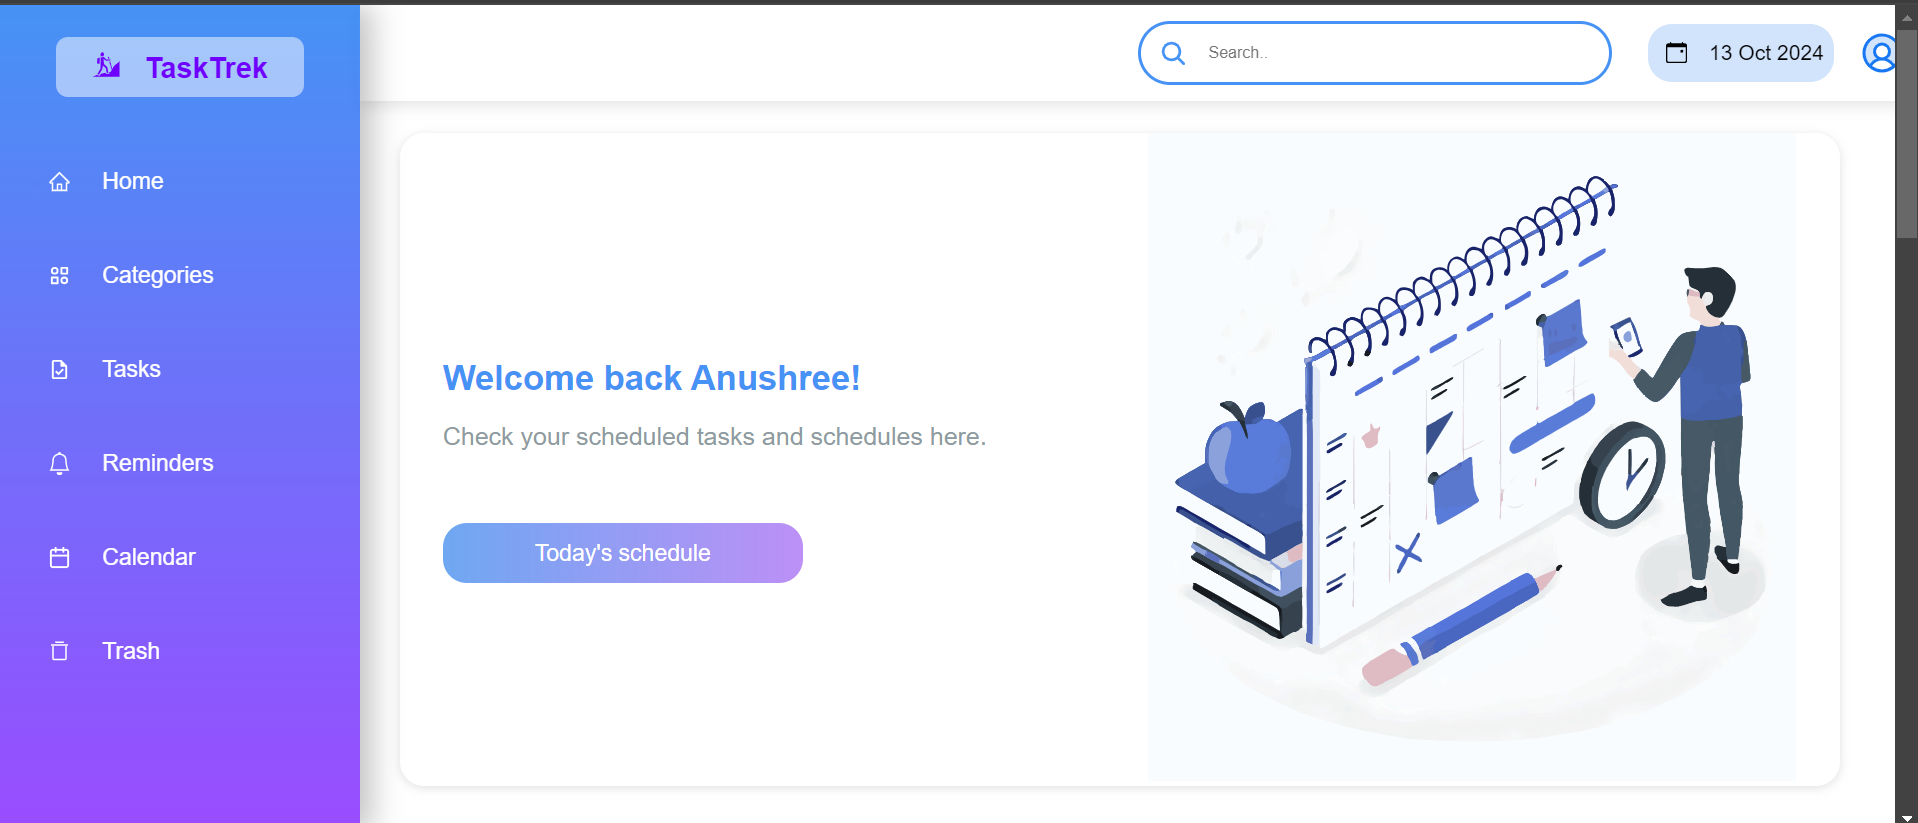 TaskTrek
Home
Categories
Tasks
Reminders
Calendar
Trash
Search..
13 Oct 2024
Welcome back Anushree!
Check your scheduled tasks and schedules here.
Today's schedule